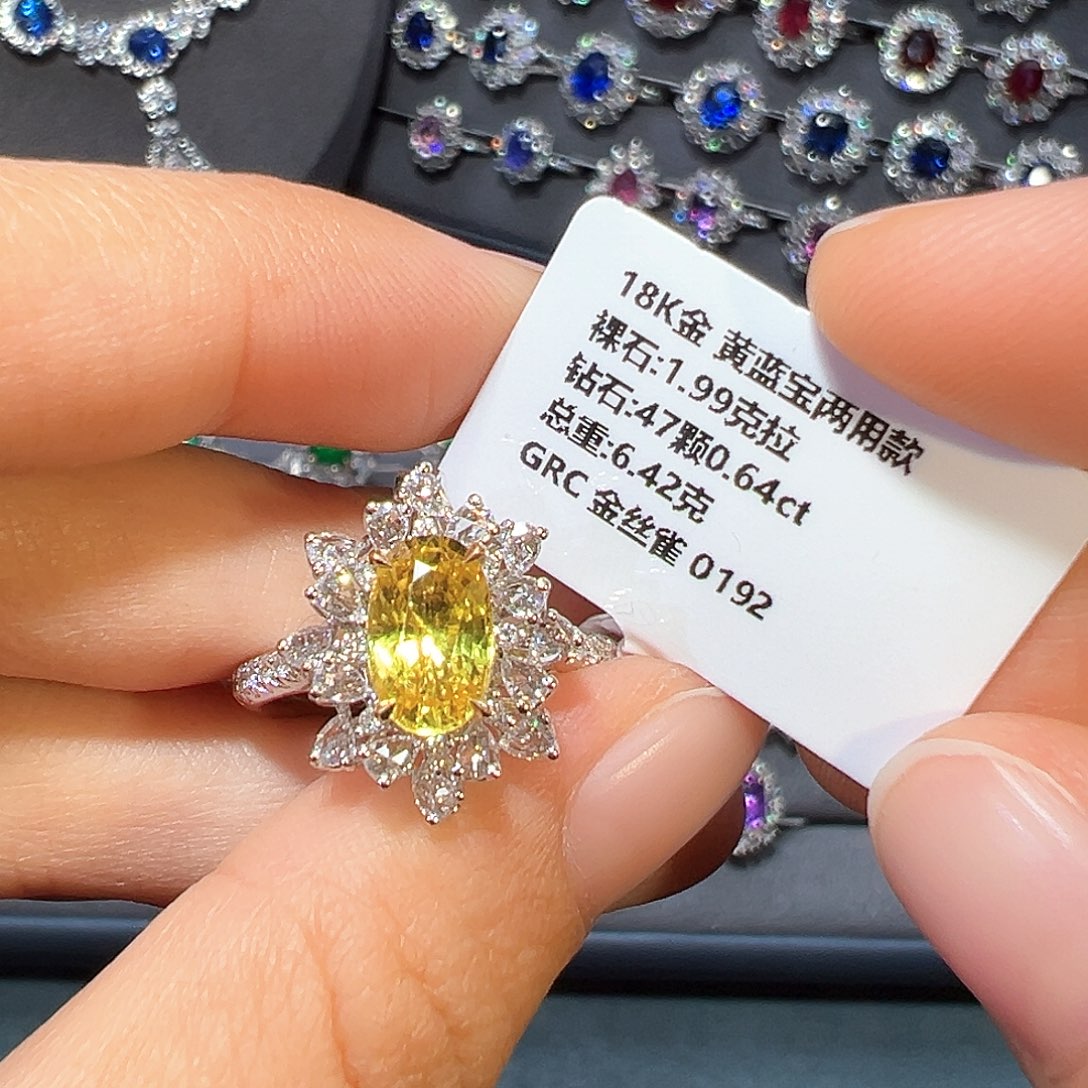 18K金 黄蓝宝两用款
裸石:1.99克拉
钻石:47颗0.64ct
总重:6.42克
GRC 金丝雀 0192